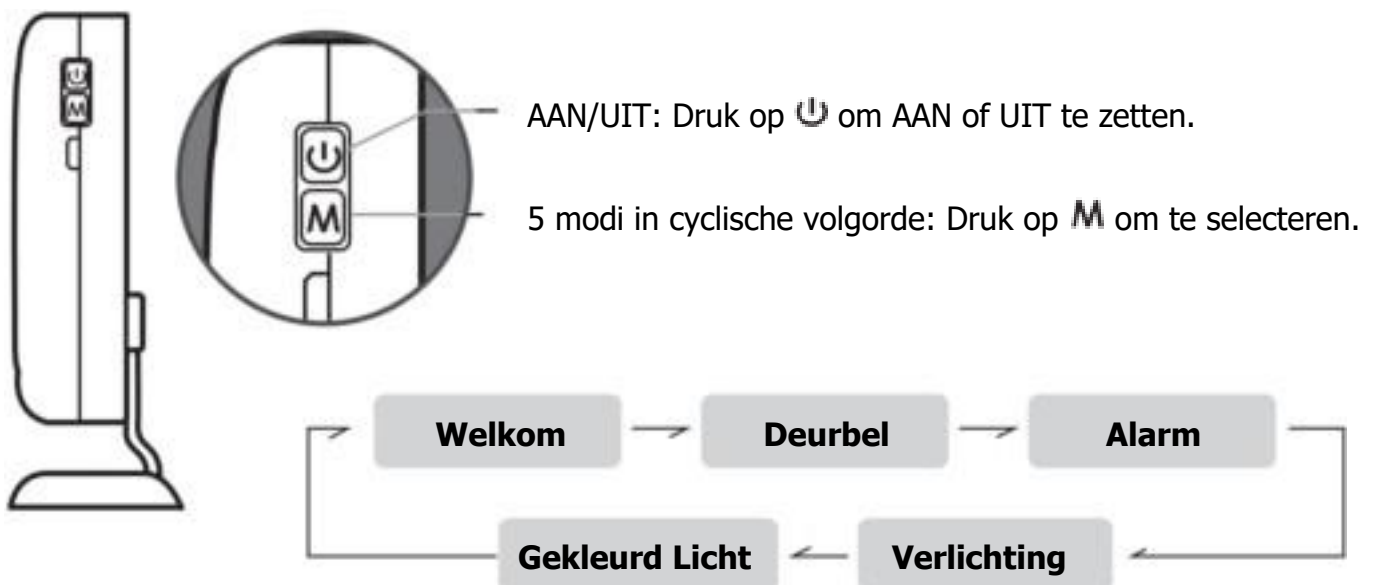 AAN/UIT: Druk op ⏻ om AAN of UIT te zetten.
M
5 modi in cyclische volgorde: Druk op M om te selecteren.
M
Welkom
Deurbel
Alarm
Gekleurd Licht
Verlichting